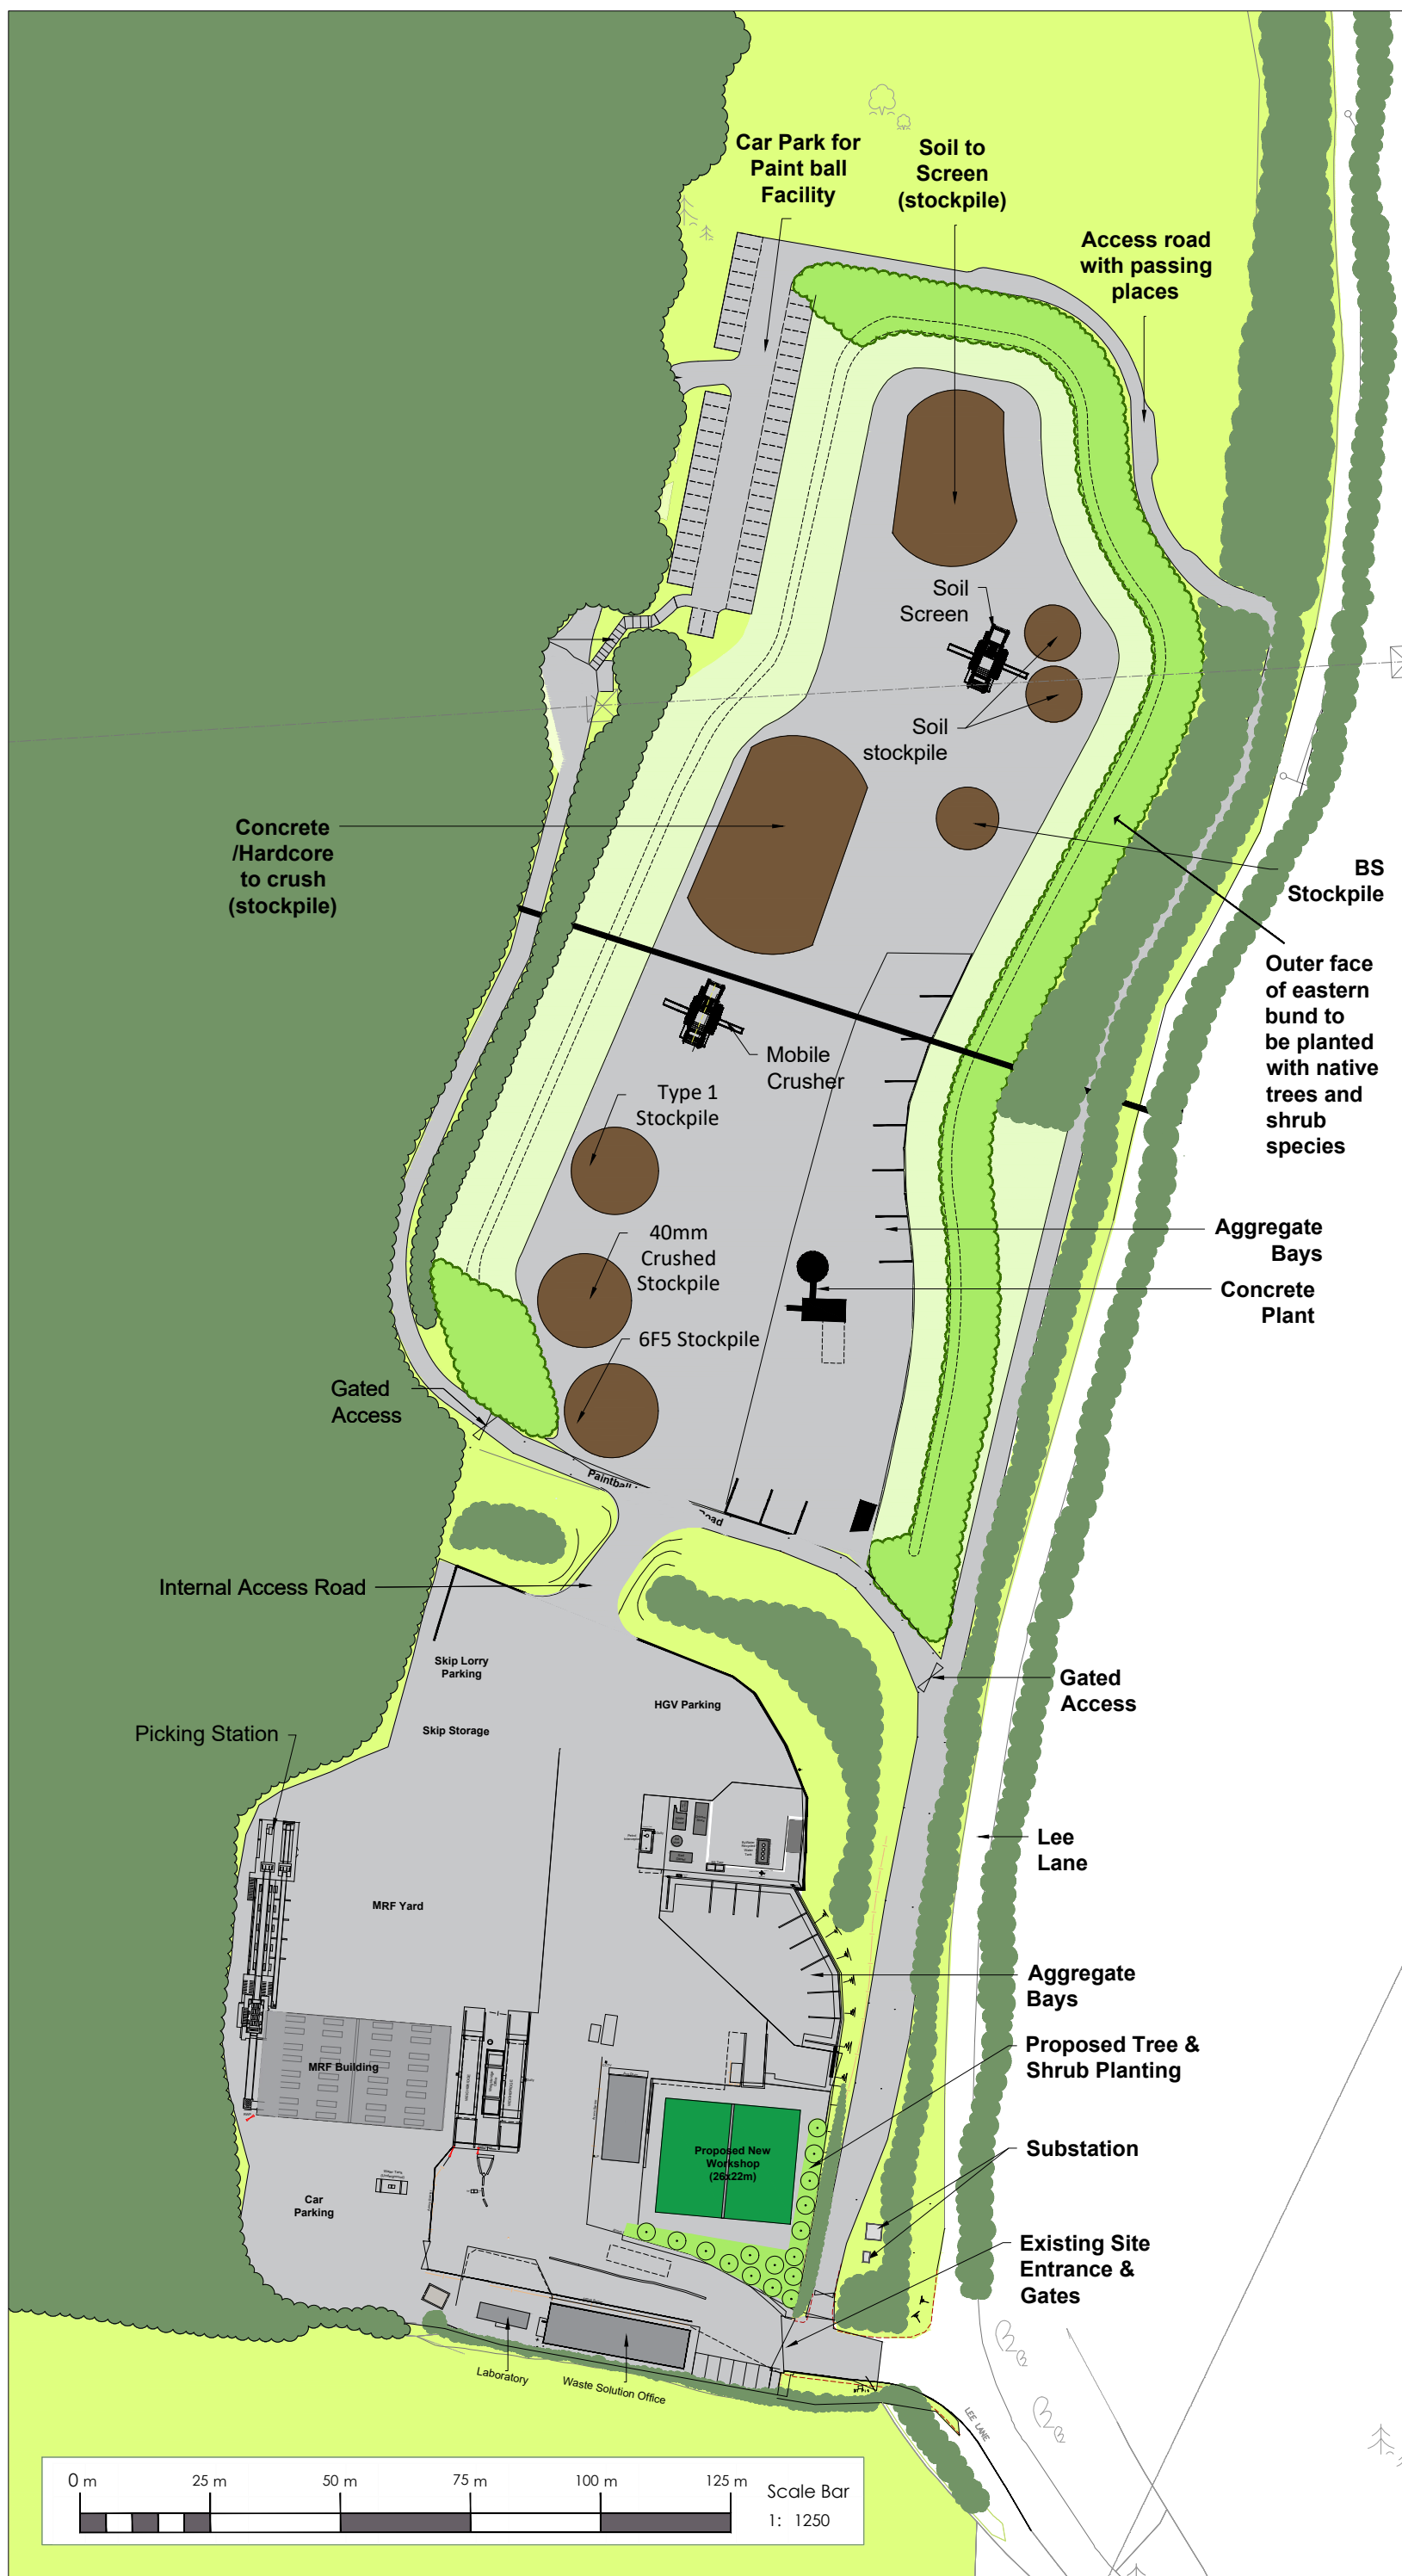 Car Park for
Paint ball
Facility
Soil to
Screen
(stockpile)
Access road
with passing
places
Soil
Screen
Soil
stockpile
Concrete
/Hardcore
to crush
(stockpile)
BS
Stockpile
Outer face
of eastern
bund to
be planted
with native
trees and
shrub
species
Mobile
Crusher
Type 1
Stockpile
40mm
Crushed
Stockpile
Aggregate
Bays
Concrete
Plant
6F5 Stockpile
Gated
Access
Paintball
Road
Internal Access Road
Skip Lorry
Parking
HGV Parking
Gated
Access
Skip Storage
Picking Station
Lee
Lane
MRF Yard
Aggregate
Bays
Proposed Tree &
Shrub Planting
MRF Building
Proposed New
Workshop
(26x22m)
Substation
Car
Parking
Existing Site
Entrance &
Gates
Laboratory
Waste Solution Office
LEE LANE
0 m
25 m
50 m
75 m
100 m
125 m
Scale Bar
1: 1250